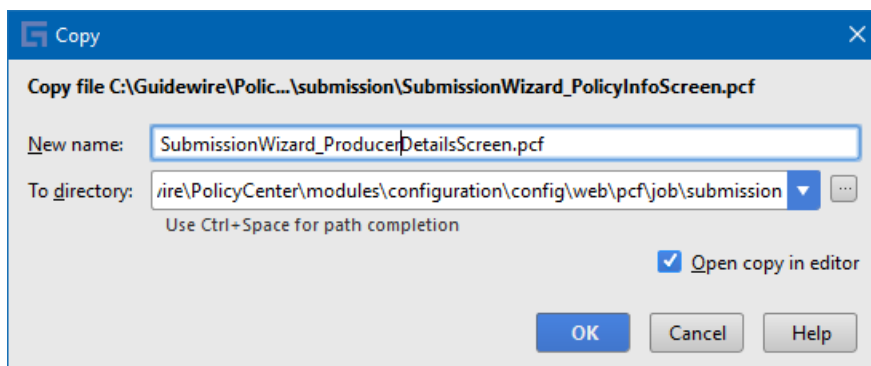 Copy
Copy file C:\Guidewire\Polic...\submission\SubmissionWizard_PolicyInfoScreen.pcf
New name: SubmissionWizard_ProducerDetailsScreen.pcf
To directory: /ire\PolicyCenter\modules\configuration\config\web\pcf\job\submission ...
Use Ctrl+Space for path completion
Open copy in editor
OK Cancel Help